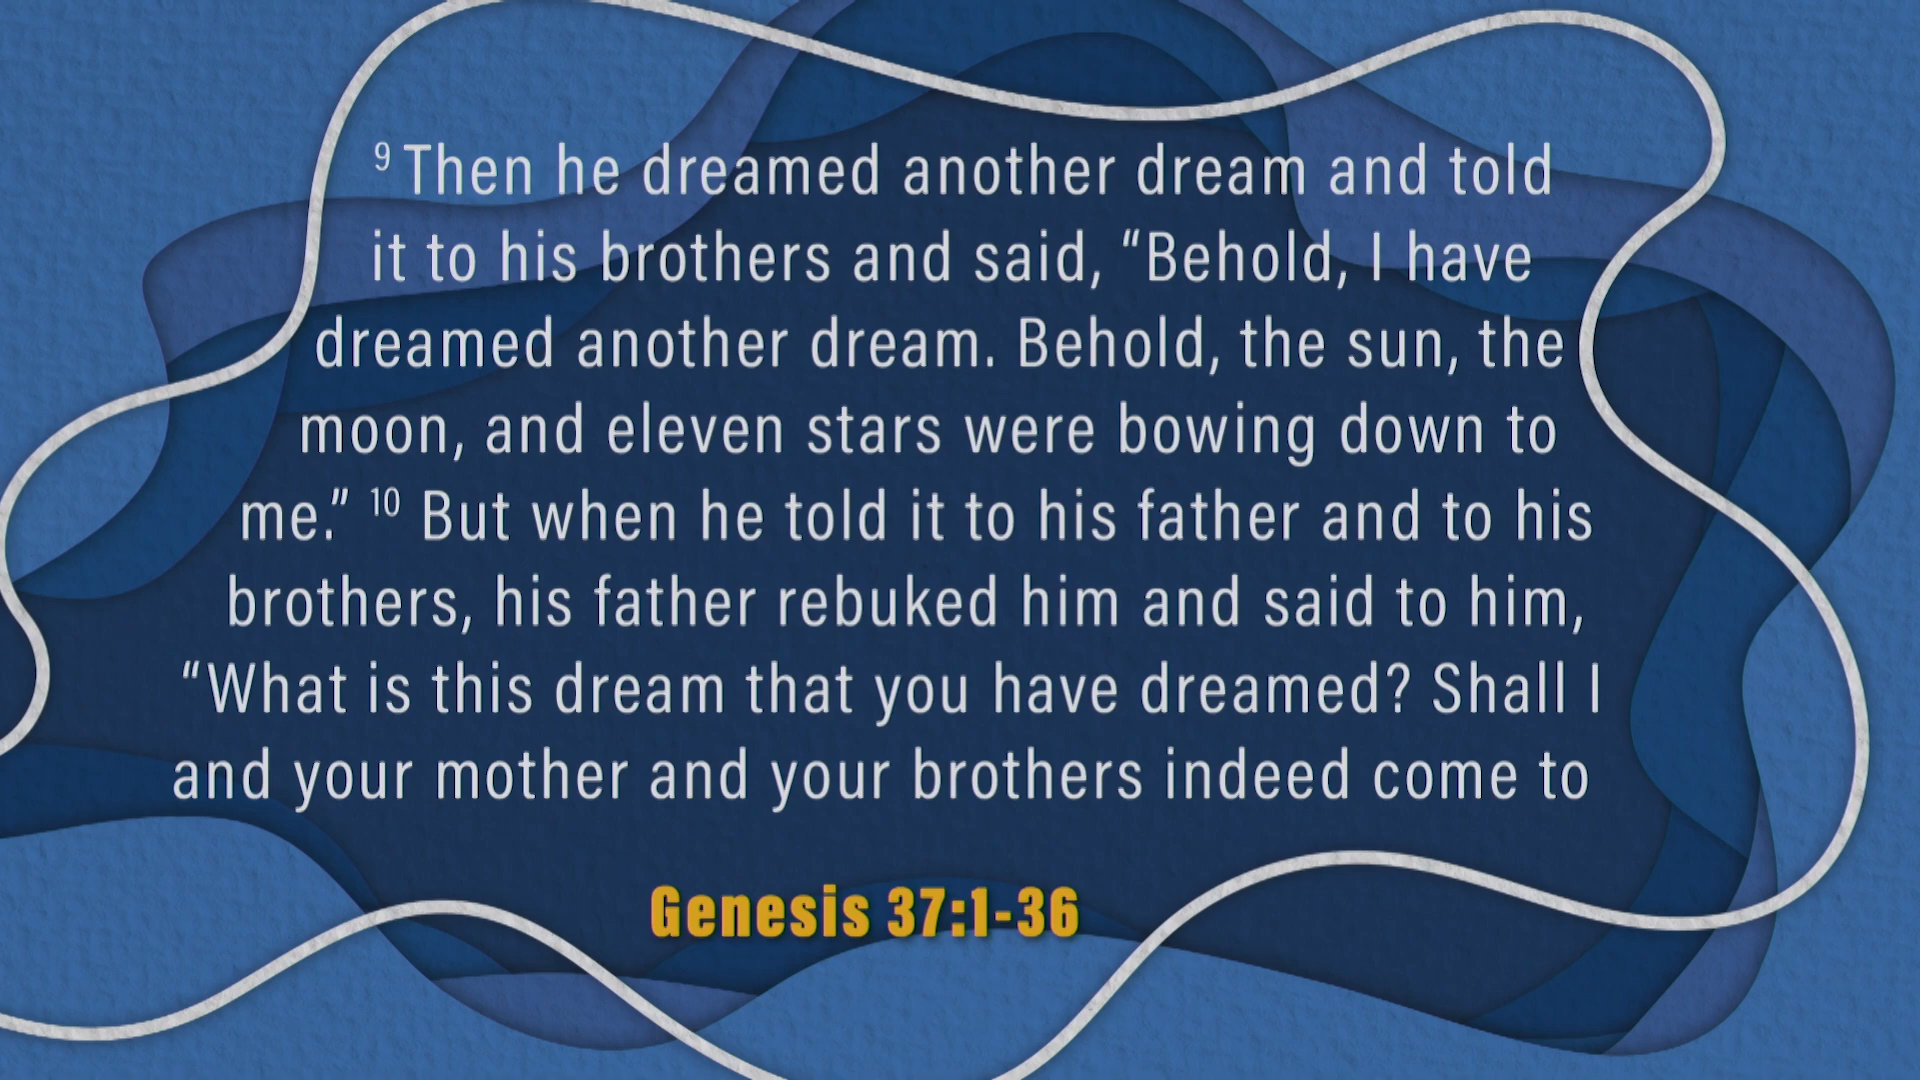 ⁹ Then he dreamed another dream and told
it to his brothers and said, “Behold, I have
dreamed another dream. Behold, the sun, the
moon, and eleven stars were bowing down to
me.” ¹⁰ But when he told it to his father and to his
brothers, his father rebuked him and said to him,
“What is this dream that you have dreamed? Shall I
and your mother and your brothers indeed come to
Genesis 37:1-36